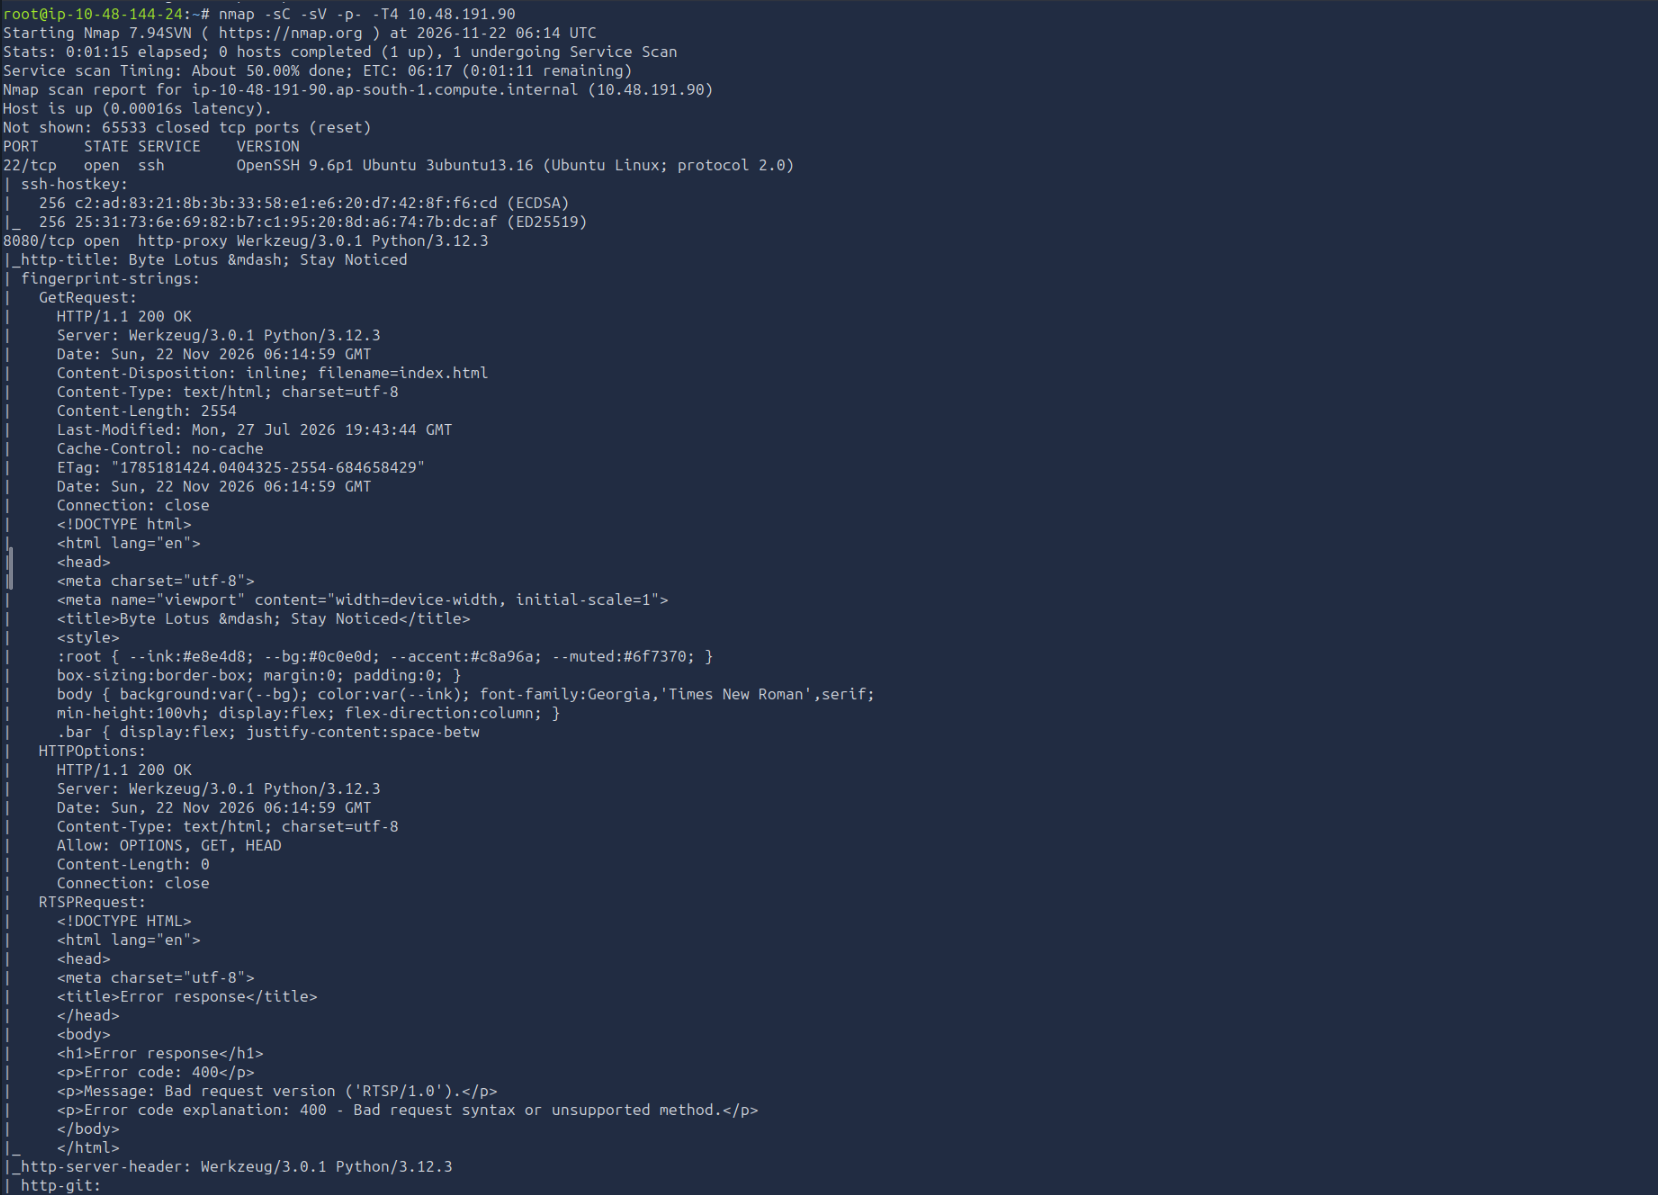 root@ip-10-48-144-24:~# nmap -sC -sV -p- -T4 10.48.191.90
Starting Nmap 7.94SVN ( https://nmap.org ) at 2026-11-22 06:14 UTC
Stats: 0:01:15 elapsed; 0 hosts completed (1 up), 1 undergoing Service Scan
Service scan Timing: About 50.00% done; ETC: 06:17 (0:01:11 remaining)
Nmap scan report for ip-10-48-191-90.ap-south-1.compute.internal (10.48.191.90)
Host is up (0.00016s latency).
Not shown: 65533 closed tcp ports (reset)
PORT     STATE SERVICE    VERSION
22/tcp   open  ssh        OpenSSH 9.6p1 Ubuntu 3ubuntu13.16 (Ubuntu Linux; protocol 2.0)
| ssh-hostkey:
|   256 c2:ad:83:21:8b:3b:33:58:e1:e6:20:d7:42:8f:f6:cd (ECDSA)
|_  256 25:31:73:6e:69:82:b7:c1:95:20:8d:a6:74:7b:dc:af (ED25519)
8080/tcp open  http-proxy Werkzeug/3.0.1 Python/3.12.3
|_http-title: Byte Lotus &mdash; Stay Noticed
| fingerprint-strings:
|   GetRequest:
|     HTTP/1.1 200 OK
|     Server: Werkzeug/3.0.1 Python/3.12.3
|     Date: Sun, 22 Nov 2026 06:14:59 GMT
|     Content-Disposition: inline; filename=index.html
|     Content-Type: text/html; charset=utf-8
|     Content-Length: 2554
|     Last-Modified: Mon, 27 Jul 2026 19:43:44 GMT
|     Cache-Control: no-cache
|     ETag: "1785181424.0404325-2554-684658429"
|     Date: Sun, 22 Nov 2026 06:14:59 GMT
|     Connection: close
|     <!DOCTYPE html>
|     <html lang="en">
|     <head>
|     <meta charset="utf-8">
|     <meta name="viewport" content="width=device-width, initial-scale=1">
|     <title>Byte Lotus &mdash; Stay Noticed</title>
|     <style>
|     :root { --ink:#e8e4d8; --bg:#0c0e0d; --accent:#c8a96a; --muted:#6f7370; }
|     box-sizing:border-box; margin:0; padding:0; }
|     body { background:var(--bg); color:var(--ink); font-family:Georgia,'Times New Roman',serif;
|     min-height:100vh; display:flex; flex-direction:column; }
|     .bar { display:flex; justify-content:space-betw
|   HTTPOptions:
|     HTTP/1.1 200 OK
|     Server: Werkzeug/3.0.1 Python/3.12.3
|     Date: Sun, 22 Nov 2026 06:14:59 GMT
|     Content-Type: text/html; charset=utf-8
|     Allow: OPTIONS, GET, HEAD
|     Content-Length: 0
|     Connection: close
|   RTSPRequest:
|     <!DOCTYPE HTML>
|     <html lang="en">
|     <head>
|     <meta charset="utf-8">
|     <title>Error response</title>
|     </head>
|     <body>
|     <h1>Error response</h1>
|     <p>Error code: 400</p>
|     <p>Message: Bad request version ('RTSP/1.0').</p>
|     <p>Error code explanation: 400 - Bad request syntax or unsupported method.</p>
|     </body>
|_    </html>
|_http-server-header: Werkzeug/3.0.1 Python/3.12.3
| http-git: